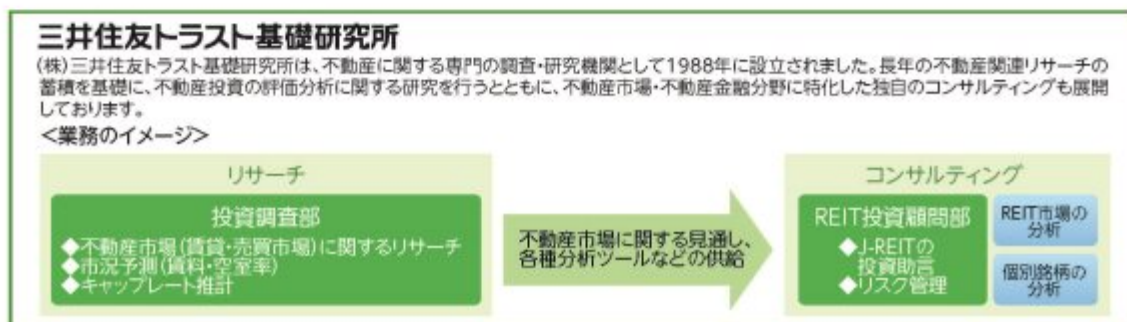 三井住友トラスト基礎研究所
(株)三井住友トラスト基礎研究所は、不動産に関する専門の調査・研究機関として1988年に設立されました。長年の不動産関連リサーチの
蓄積を基礎に、不動産投資の評価分析に関する研究を行うとともに、不動産市場・不動産金融分野に特化した独自のコンサルティングも展開
しております。
<業務のイメージ>
リサーチ
投資調査部
◆不動産市場(賃貸・売買市場)に関するリサーチ
◆市況予測(賃料・空室率)
◆キャップレート推計
不動産市場に関する見通し、
各種分析ツールなどの供給
コンサルティング
REIT投資顧問部
◆J-REITの
投資助言
◆リスク管理
REIT市場の
分析
個別銘柄の
分析